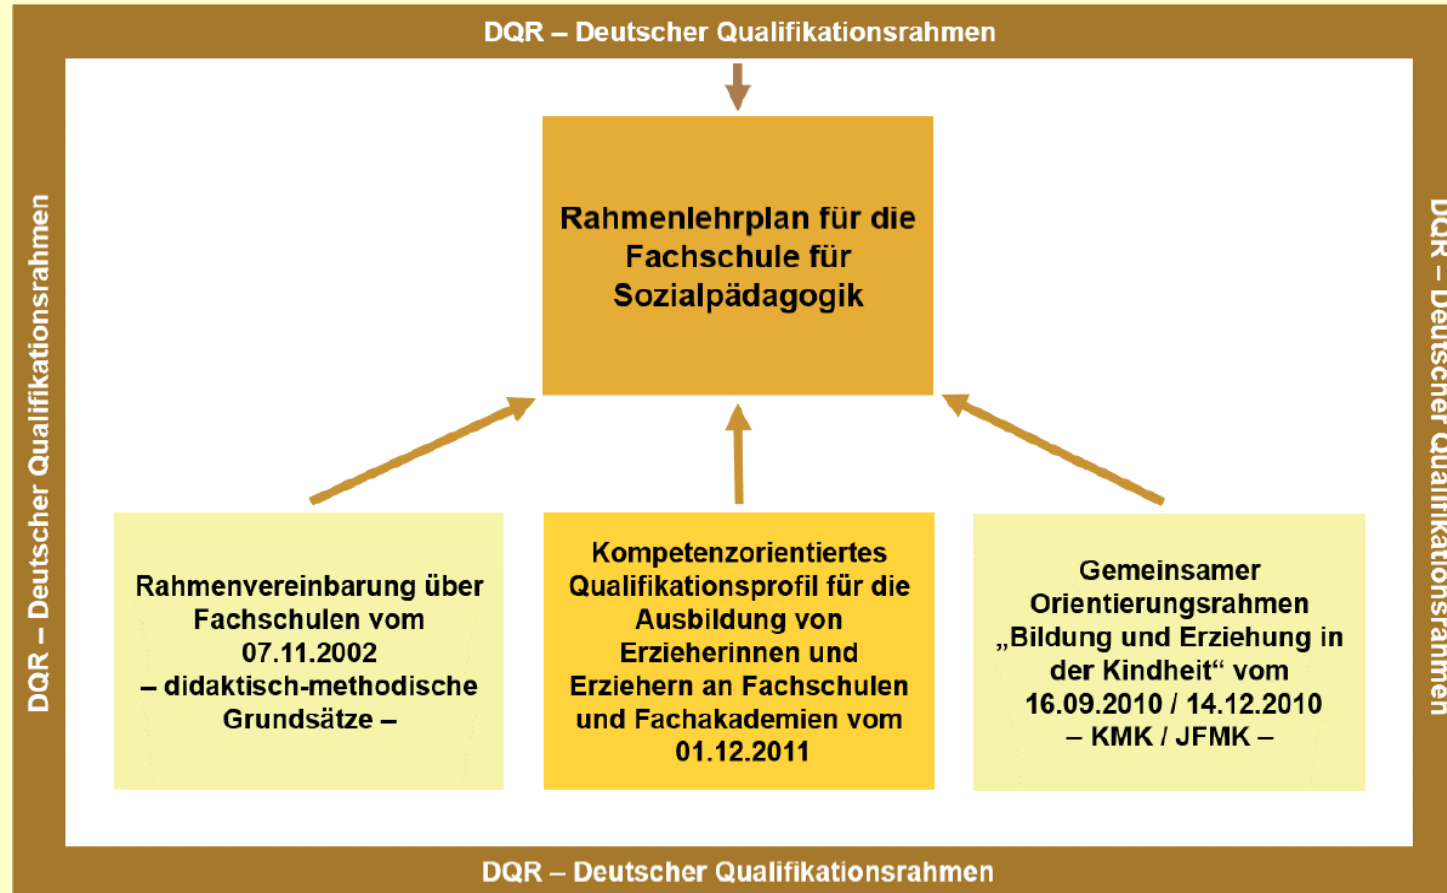 DQR – Deutscher Qualifikationsrahmen
DQR – Deutscher Qualifikationsrahmen
DQR – Deutscher Qualifikationsrahmen
Rahmenlehrplan für die
Fachschule für
Sozialpädagogik
Rahmenvereinbarung über
Fachschulen vom
07.11.2002
– didaktisch-methodische
Grundsätze –
Kompetenzorientiertes
Qualifikationsprofil für die
Ausbildung von
Erzieherinnen und
Erziehern an Fachschulen
und Fachakademien vom
01.12.2011
Gemeinsamer
Orientierungsrahmen
„Bildung und Erziehung in
der Kindheit“ vom
16.09.2010 / 14.12.2010
– KMK / JFMK –
DQR – Deutscher Qualifikationsrahmen